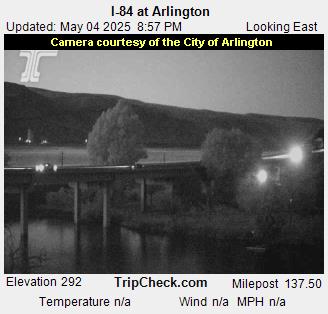 I-84 at Arlington
Updated: May 04 2025 8:57 PM Looking East
Camera courtesy of the City of Arlington
Elevation 292 TripCheck.com Milepost 137.50
Temperature n/a Wind n/a MPH n/a